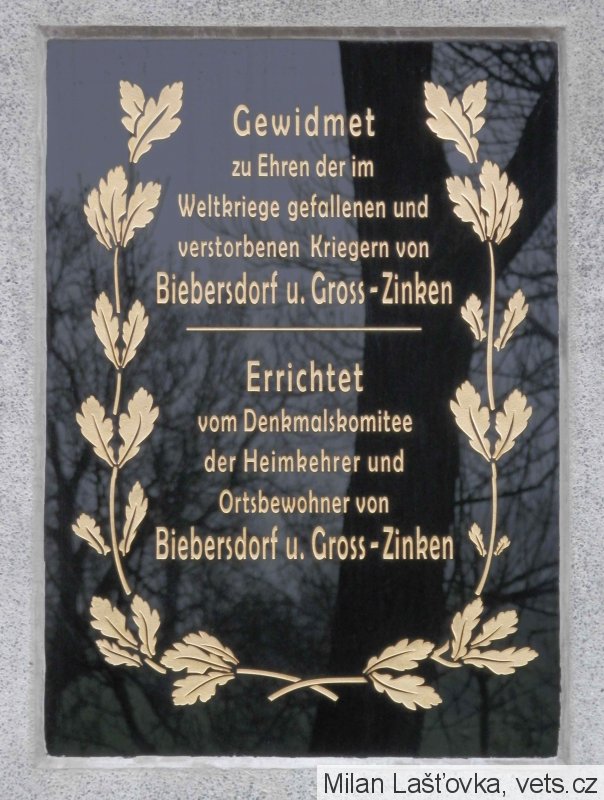 Gewidmet
zu Ehren der im
Weltkriege gefallenen und
verstorbenen Kriegern von
Biebersdorf u. Gross-Zinken
Errichtet
vom Denkmalskomitee
der Heimkehrer und
Ortsbewohner von
Biebersdorf u. Gross-Zinken
Milan Lašťovka, vets.cz